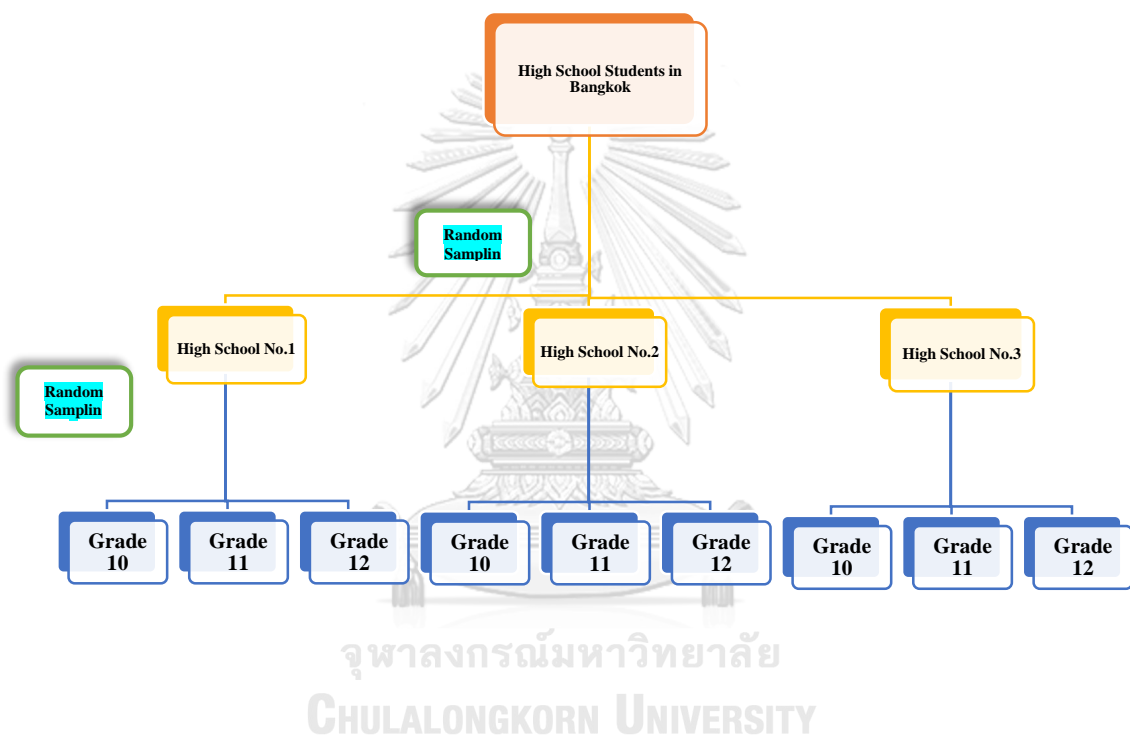 High School Students in
Bangkok
Random
Samplin
High School No.1
High School No.2
High School No.3
Random
Samplin
Grade
10
Grade
11
Grade
12
Grade
10
Grade
11
Grade
12
Grade
10
Grade
11
Grade
12
จุฬาลงกรณ์มหาวิทยาลัย
CHULALONGKORN UNIVERSITY